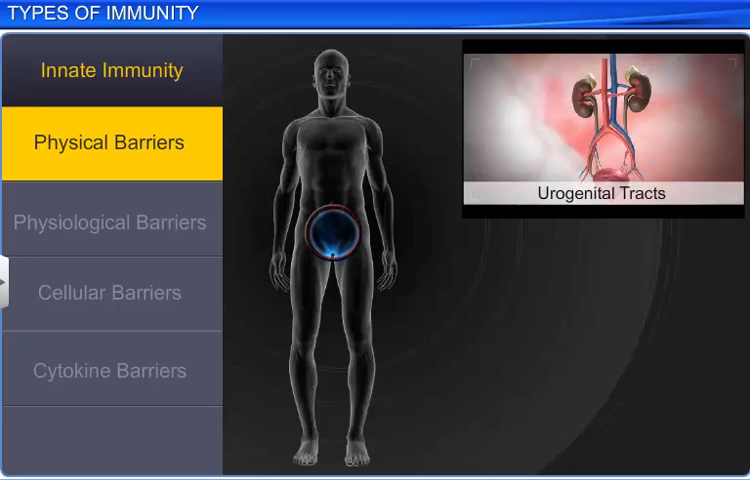 TYPES OF IMMUNITY
Innate Immunity
Physical Barriers
Physiological Barriers
Cellular Barriers
Cytokine Barriers
Urogenital Tracts